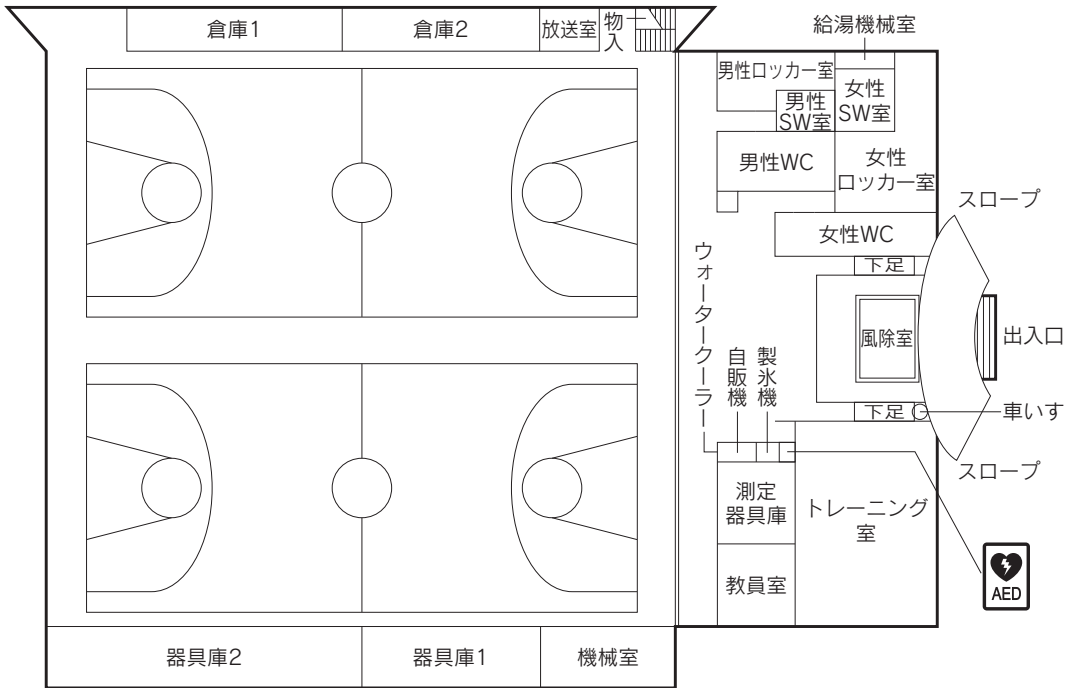 倉庫1
倉庫2
放送室
物入
給湯機械室
男性ロッカー室
男性
SW室
女性
SW室
男性WC
女性
ロッカー室
スロープ
女性WC
下足
ウォータークーラー
風除室
出入口
自販機
製氷機
下足
車いす
スロープ
測定
器具庫
トレーニング
室
教員室
AED
器具庫2
器具庫1
機械室